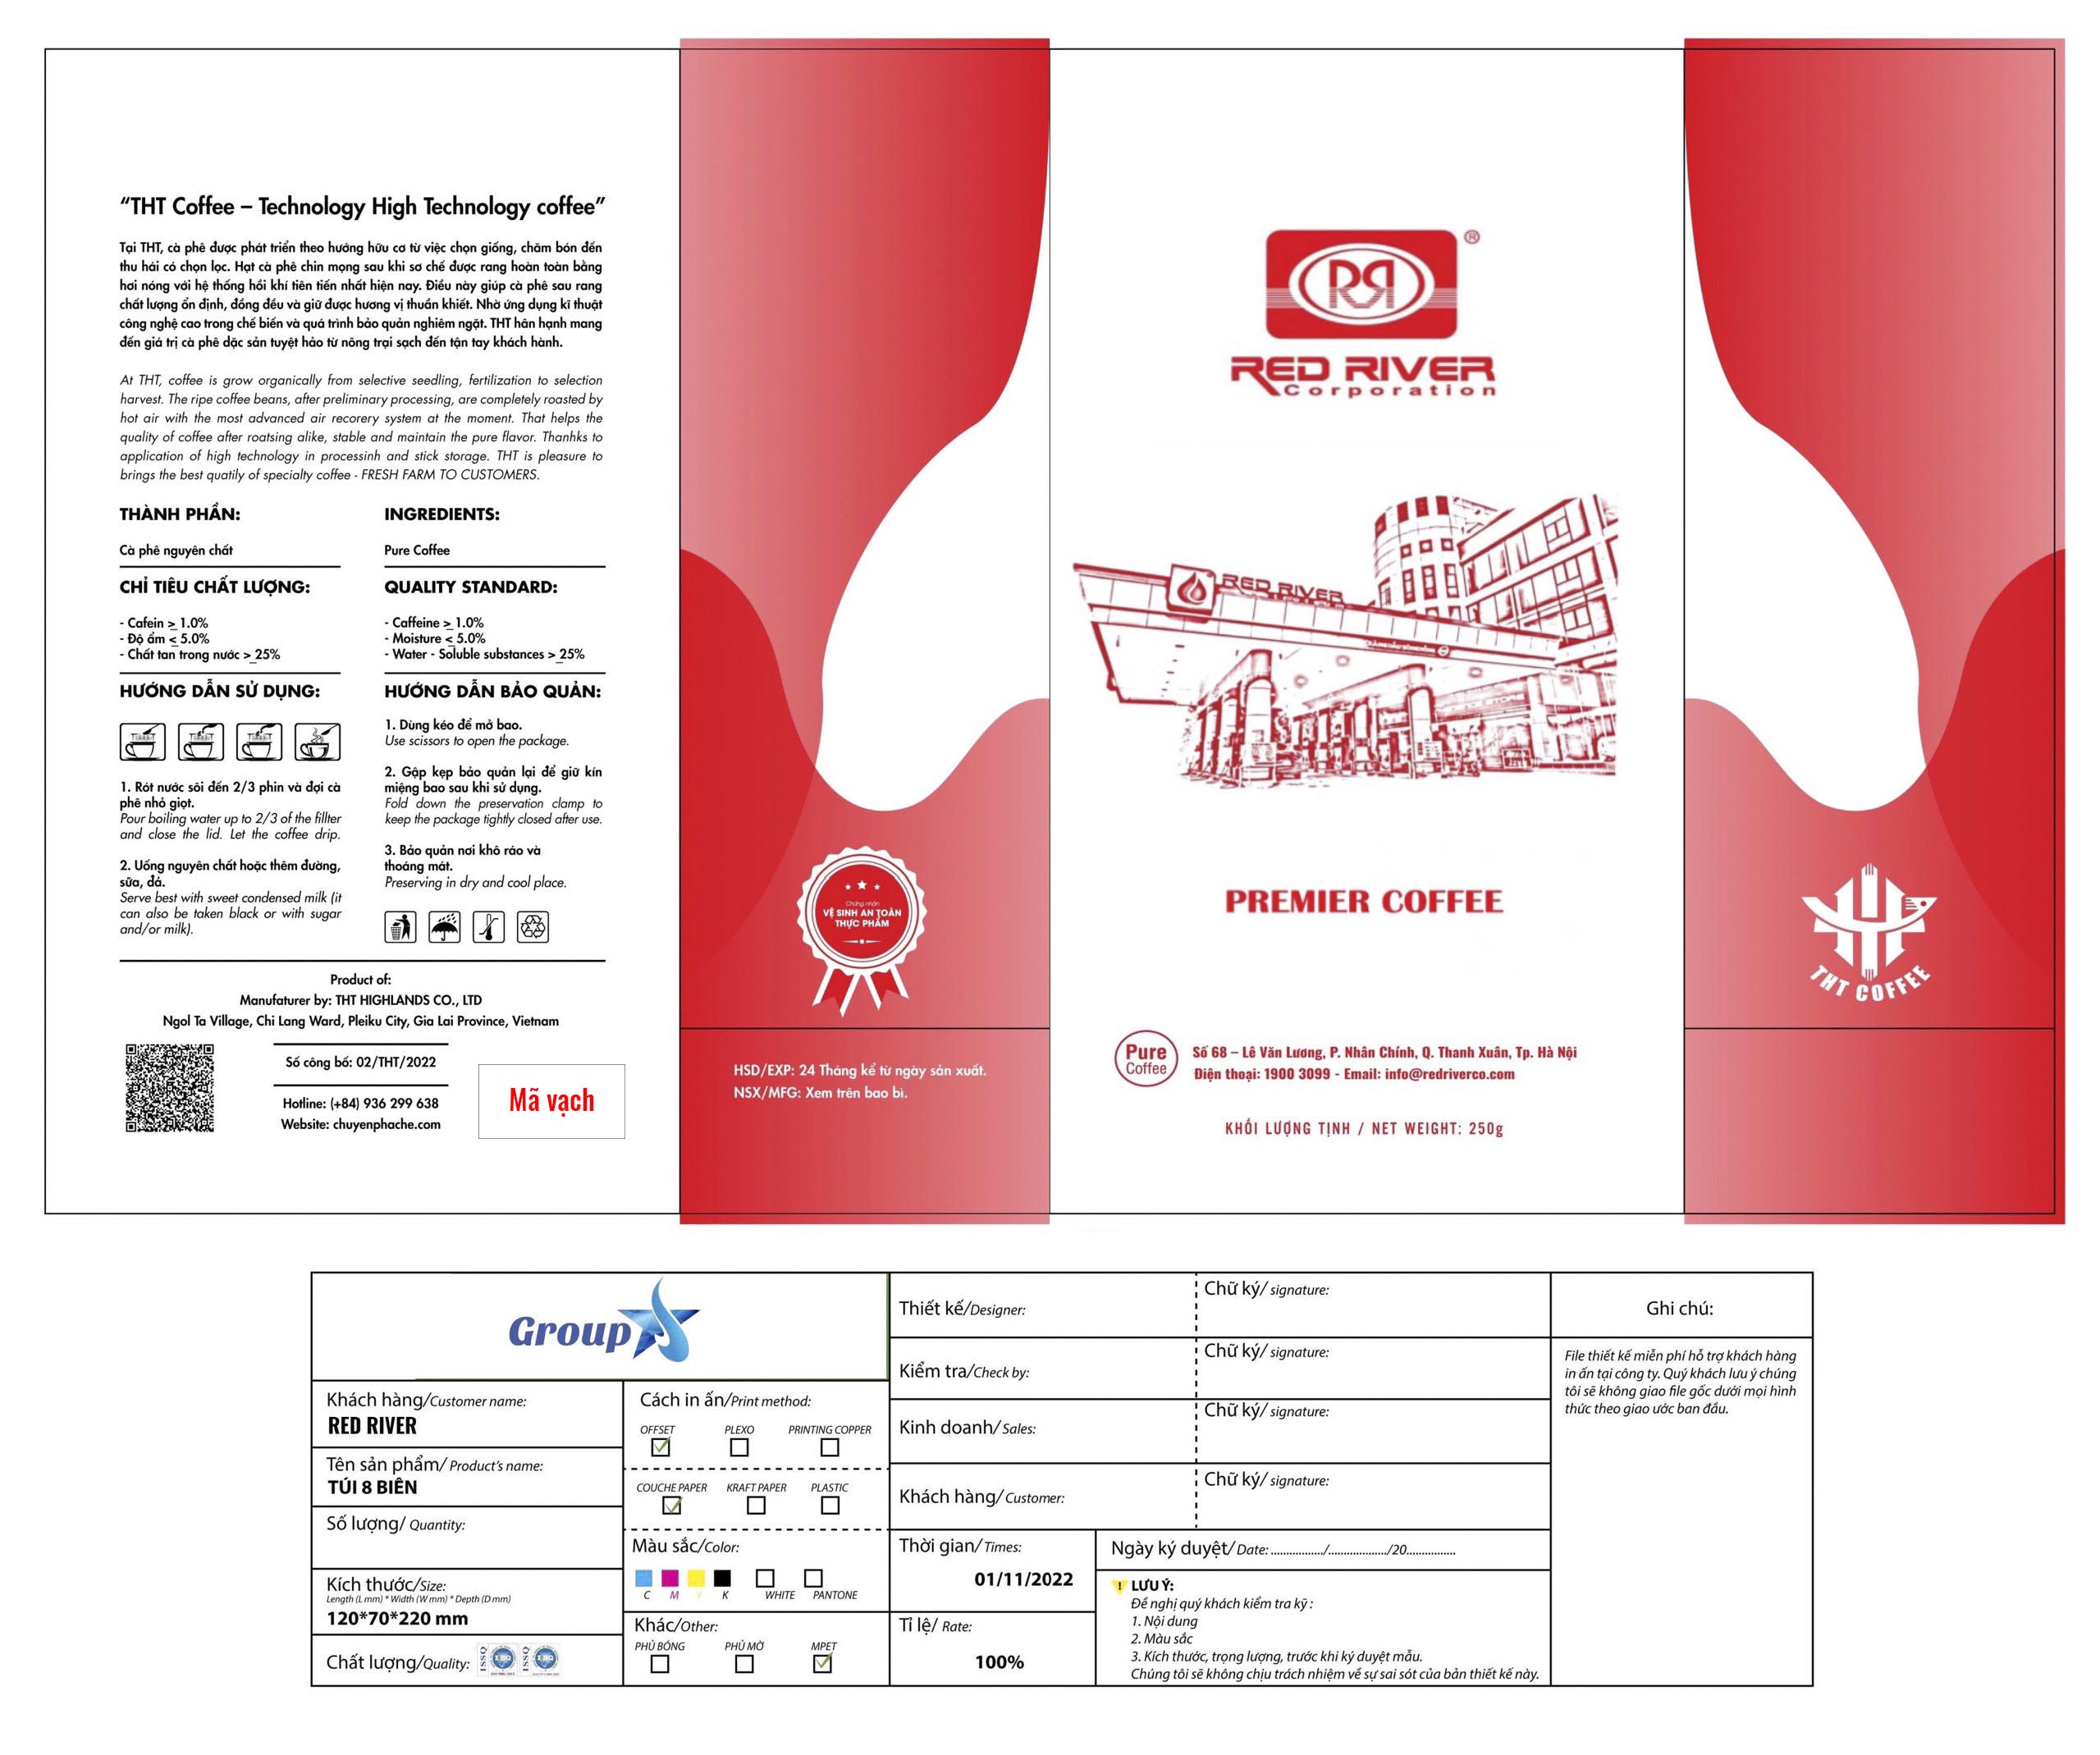 “THT Coffee – Technology High Technology coffee”
Tại THT, cà phê được phát triển theo hướng hữu cơ từ việc chọn giống, chăm bón đến
thu hái có chọn lọc. Hạt cà phê chin mọng sau khi sơ chế được rang hoàn toàn bằng
hơi nóng với hệ thống hồi khí tiên tiến nhất hiện nay. Điều này giúp cà phê sau rang
chất lượng ổn định, đồng đều và giữ được hương vị thuần khiết. Nhờ ứng dụng kĩ thuật
công nghệ cao trong chế biến và quá trình bảo quản nghiêm ngặt. THT hân hạnh mang
đến giá trị cà phê dặc sản tuyệt hảo từ nông trại sạch đến tận tay khách hành.
At THT, coffee is grow organically from selective seedling, fertilization to selection
harvest. The ripe coffee beans, after preliminary processing, are completely roasted by
hot air with the most advanced air recorery system at the moment. That helps the
quality of coffee after roatsing alike, stable and maintain the pure flavor. Thanhks to
application of high technology in processinh and stick storage. THT is pleasure to
brings the best quatily of specialty coffee - FRESH FARM TO CUSTOMERS.
THÀNH PHẦN:
Cà phê nguyên chất
CHỈ TIÊU CHẤT LƯỢNG:
- Cafein ≥ 1.0%
- Độ ẩm ≤ 5.0%
- Chất tan trong nước ≥ 25%
HƯỚNG DẪN SỬ DỤNG:
1. Rót nước sôi đến 2/3 phin và đợi cà
phê nhỏ giọt.
Pour boiling water up to 2/3 of the fillter
and close the lid. Let the coffee drip.
2. Uống nguyên chất hoặc thêm đường,
sữa, đá.
Serve best with sweet condensed milk (it
can also be taken black or with sugar
and/or milk).
INGREDIENTS:
Pure Coffee
QUALITY STANDARD:
- Caffeine ≥ 1.0%
- Moisture ≤ 5.0%
- Water - Soluble substances ≥ 25%
HƯỚNG DẪN BẢO QUẢN:
1. Dùng kéo để mở bao.
Use scissors to open the package.
2. Gập kẹp bảo quản lại để giữ kín
miệng bao sau khi sử dụng.
Fold down the preservation clamp to
keep the package tightly closed after use.
3. Bảo quản nơi khô ráo và
thoáng mát.
Preserving in dry and cool place.
Product of:
Manufaturer by: THT HIGHLANDS CO., LTD
Ngol Ta Village, Chi Lang Ward, Pleiku City, Gia Lai Province, Vietnam
Số công bố: 02/THT/2022
Hotline: (+84) 936 299 638
Website: chuyenphache.com
Mã vạch
Chứng nhận
VỆ SINH AN TOÀN
THỰC PHẨM
HSD/EXP: 24 Tháng kể từ ngày sản xuất.
NSX/MFG: Xem trên bao bì.
®
RED RIVER
Corporation
RED RIVER
PREMIER COFFEE
Pure
Coffee
Số 68 – Lê Văn Lương, P. Nhân Chính, Q. Thanh Xuân, Tp. Hà Nội
Điện thoại: 1900 3099 - Email: info@redriverco.com
KHỐI LƯỢNG TỊNH / NET WEIGHT: 250g
THT COFFEE
Group
Khách hàng/Customer name:
RED RIVER
Tên sản phẩm/ Product's name:
TÚI 8 BIÊN
Số lượng/ Quantity:
Kích thước/Size:
Length (L mm) * Width (W mm) * Depth (D mm)
120*70*220 mm
Chất lượng/Quality:
Cách in ấn/Print method:
OFFSET PLEXO PRINTING COPPER
COUCHE PAPER KRAFT PAPER PLASTIC
Màu sắc/Color:
C M Y K WHITE PANTONE
Khác/Other:
PHỦ BÓNG PHỦ MỜ MPET
Thiết kế/Designer:
Chữ ký/ signature:
Kiểm tra/Check by:
Chữ ký/ signature:
Kinh doanh/ Sales:
Chữ ký/ signature:
Khách hàng/ Customer:
Chữ ký/ signature:
Thời gian/ Times:
01/11/2022
Tỉ lệ/ Rate:
100%
Ngày ký duyệt/ Date: ................/.................../20...............
! LƯU Ý:
Đề nghị quý khách kiểm tra kỹ :
1. Nội dung
2. Màu sắc
3. Kích thước, trọng lượng, trước khi ký duyệt mẫu.
Chúng tôi sẽ không chịu trách nhiệm về sự sai sót của bản thiết kế này.
Ghi chú:
File thiết kế miễn phí hỗ trợ khách hàng
in ấn tại công ty. Quý khách lưu ý chúng
tôi sẽ không giao file gốc dưới mọi hình
thức theo giao ước ban đầu.